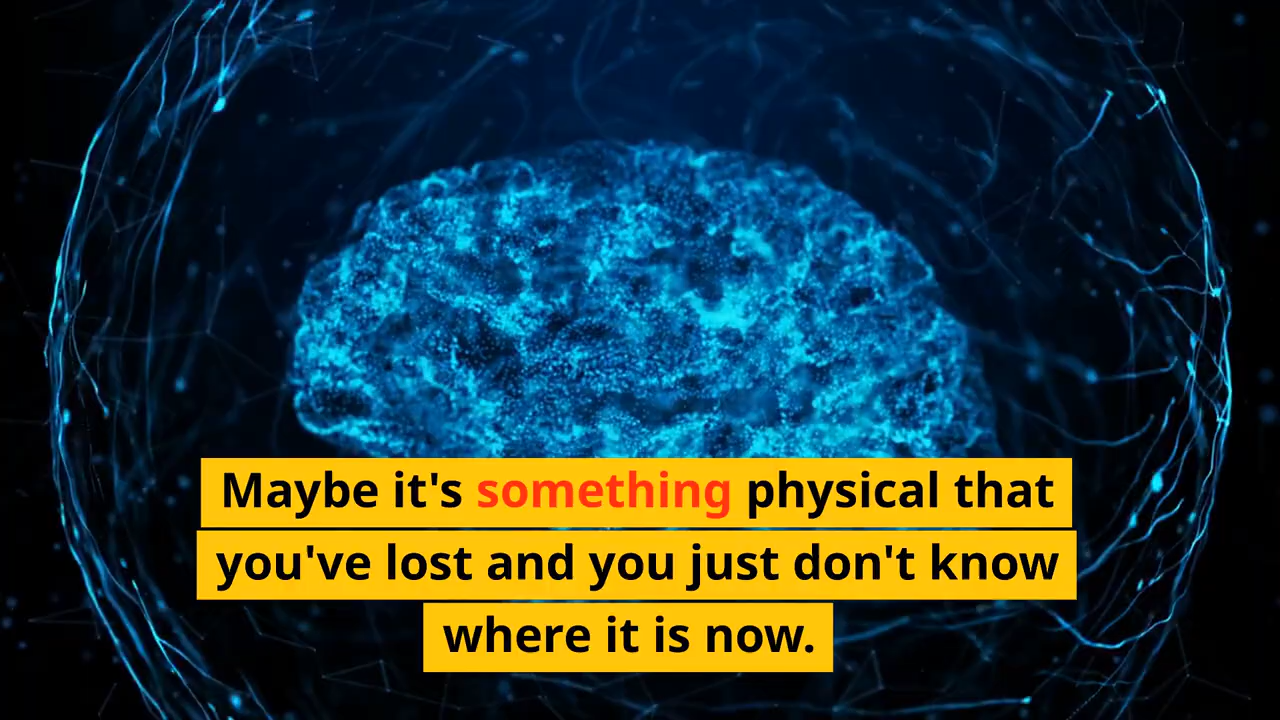 Maybe it's something physical that
you've lost and you just don't know
where it is now.